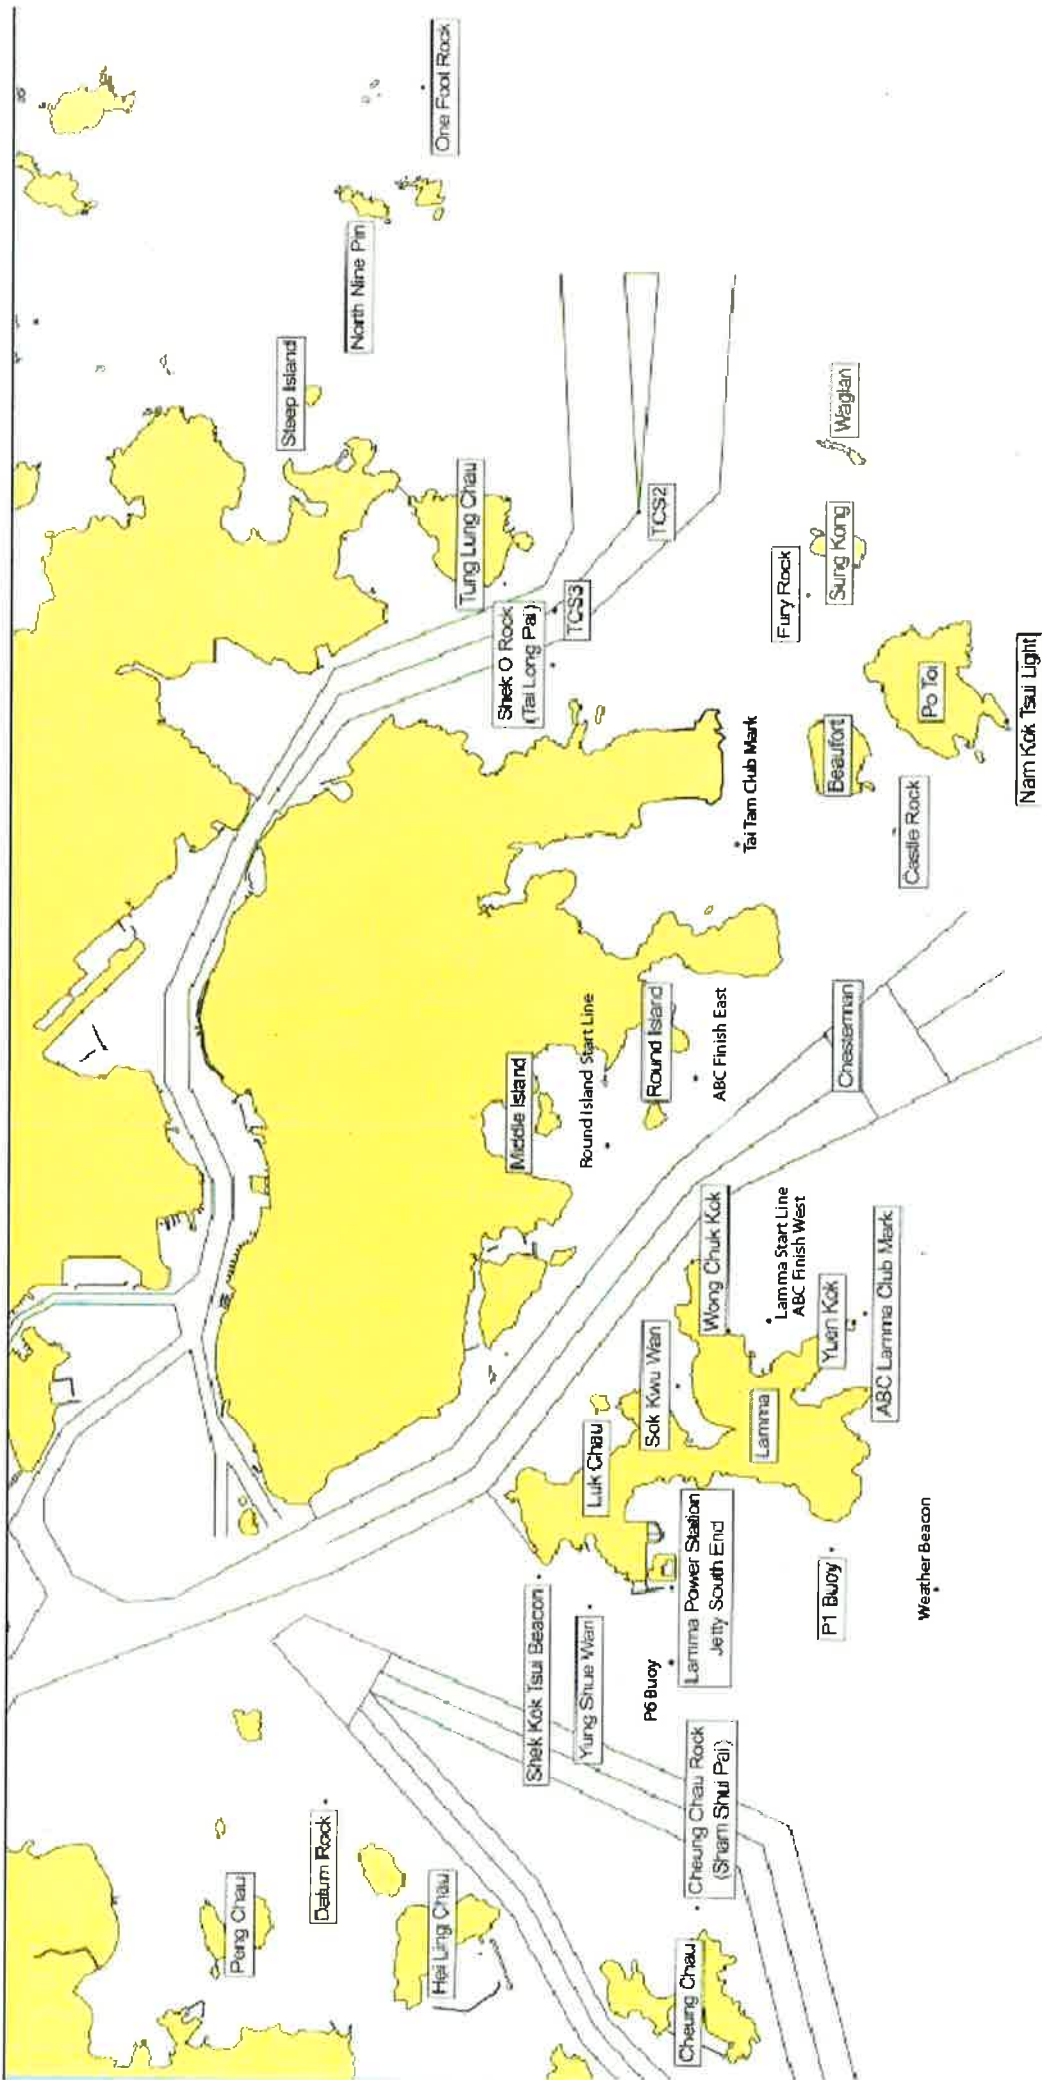 One Fool Rock
North Nine Pin
Steep Island
Tung Lung Chau
Shek O Rock
(Tai Long Pai)
TCS3
TCS2
Waglan
Sung Kong
Fury Rock
Po Toi
Beaufort
Nam Kok Tsui Light
Castle Rock
Tai Tam Club Mark
Round Island Start Line
Middle Island
Round Island
ABC Finish East
Chesterman
Wong Chuk Kok
Lamma Start Line
ABC Finish West
Yuen Kok
ABC Lamma Club Mark
Sok Kwu Wan
Lamma
Luk Chau
Lamma Power Station
Jetty South End
P1 Buoy
Weather Beacon
Shek Kok Tsui Beacon
Yung Shue Wan
P6 Buoy
Cheung Chau Rock
(Sham Shui Pai)
Datum Rock
Peng Chau
Hei Ling Chau
Cheung Chau